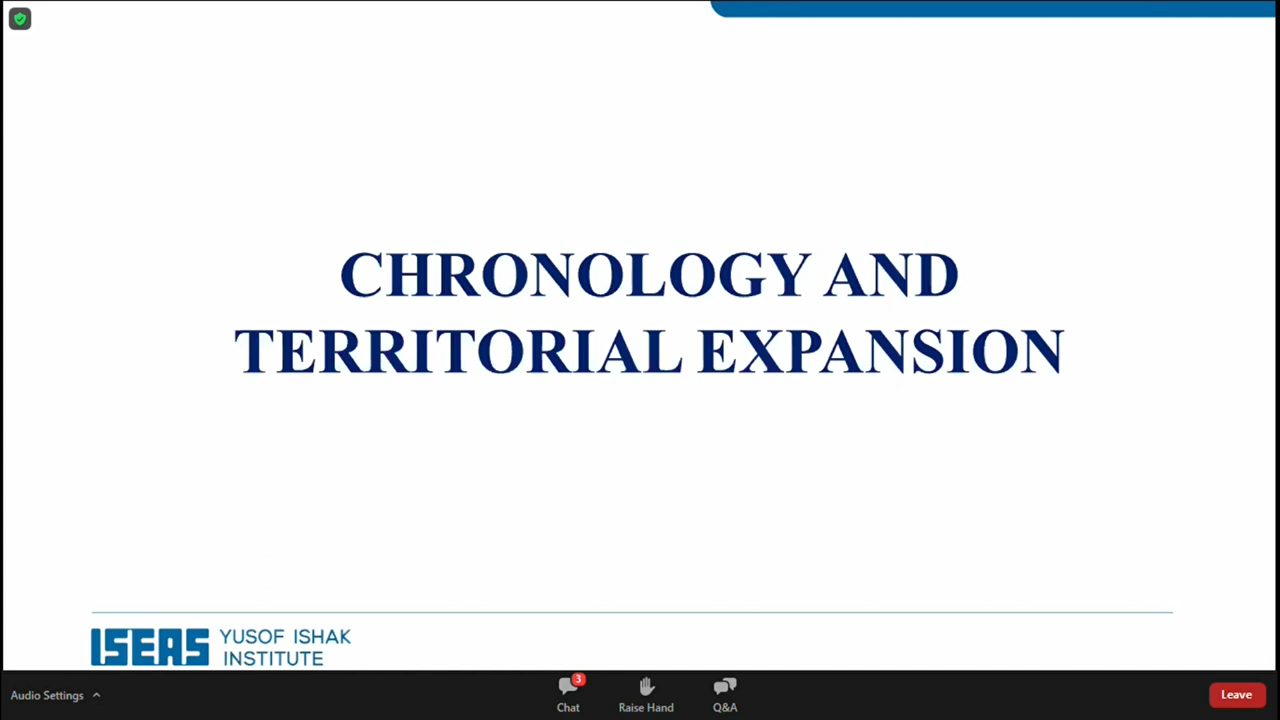 CHRONOLOGY AND
TERRITORIAL EXPANSION
ISEAS YUSOF ISHAK
INSTITUTE
Audio Settings
3
Chat
Raise Hand
Q&A
Leave